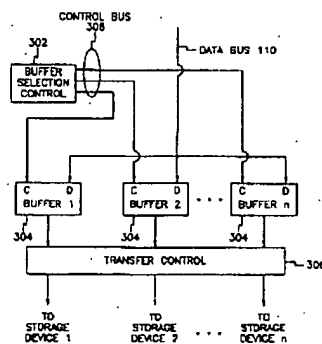 CONTROL BUS
308
302
BUFFER
SELECTION
CONTROL
DATA BUS 110
C D
BUFFER 1
C D
BUFFER 2
...
C D
BUFFER n
304
304
304
TRANSFER CONTROL
306
TO
STORAGE
DEVICE 1
TO
STORAGE
DEVICE 2
...
TO
STORAGE
DEVICE n